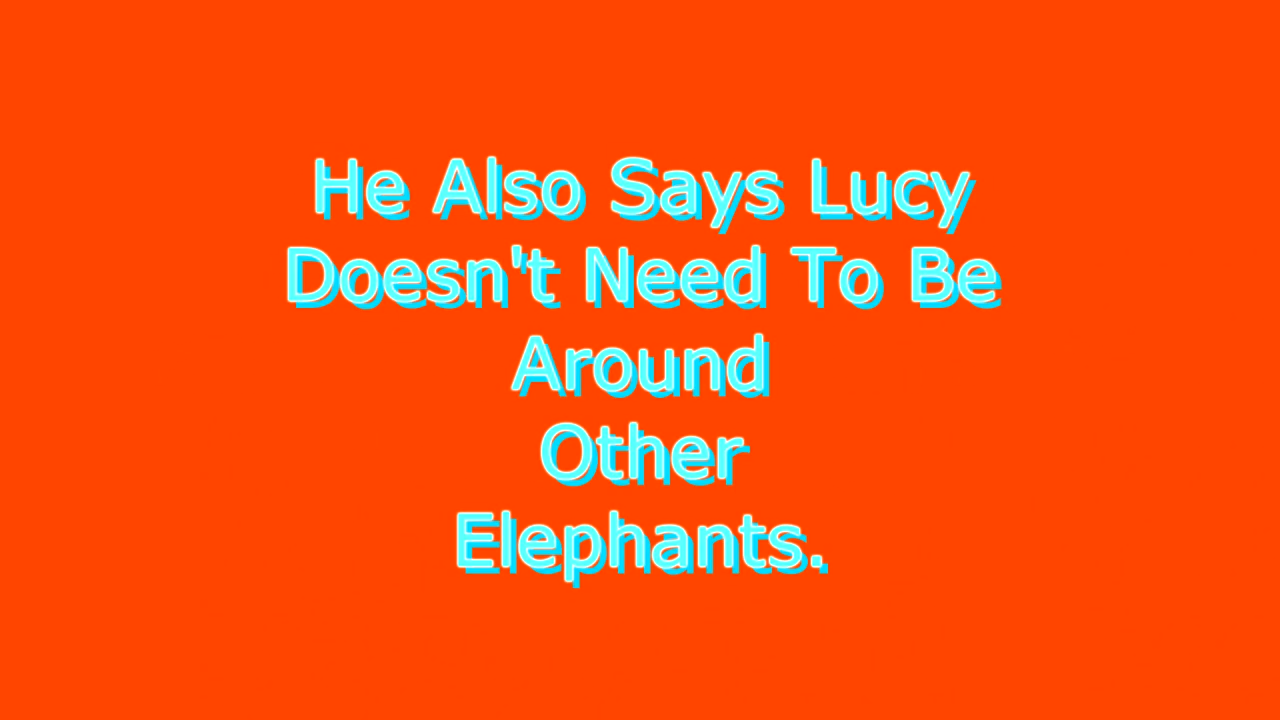 He Also Says Lucy
Doesn't Need To Be
Around
Other
Elephants.